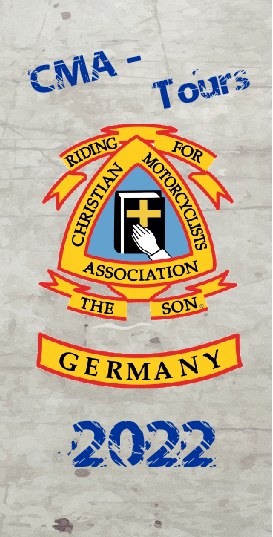 CMA - Tours
RIDING FOR
CHRISTIAN MOTORCYCLISTS
ASSOCIATION
THE SON®
GERMANY
2022